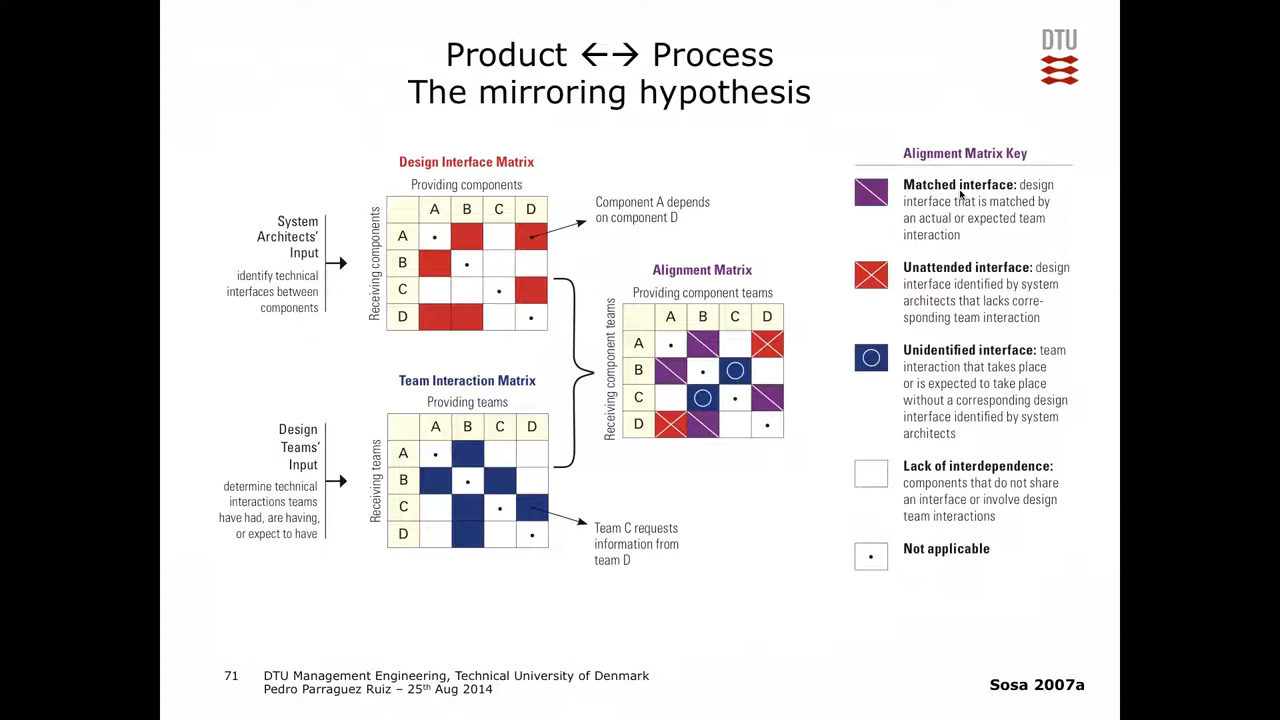 Product ←→ Process
The mirroring hypothesis
DTU
Design Interface Matrix
Providing components
A B C D
Receiving components
A
B
C
D
System
Architects'
Input
identify technical
interfaces between
components
Component A depends
on component D
Team Interaction Matrix
Providing teams
A B C D
Receiving teams
A
B
C
D
Design
Teams'
Input
determine technical
interactions teams
have had, are having,
or expect to have
Team C requests
information from
team D
Alignment Matrix
Providing component teams
A B C D
Receiving component teams
A
B
C
D
Alignment Matrix Key
Matched interface: design
interface that is matched by
an actual or expected team
interaction
Unattended interface: design
interface identified by system
architects that lacks corre-
sponding team interaction
Unidentified interface: team
interaction that takes place
or is expected to take place
without a corresponding design
interface identified by system
architects
Lack of interdependence:
components that do not share
an interface or involve design
team interactions
Not applicable
71 DTU Management Engineering, Technical University of Denmark
Pedro Parraguez Ruiz – 25th Aug 2014
Sosa 2007a